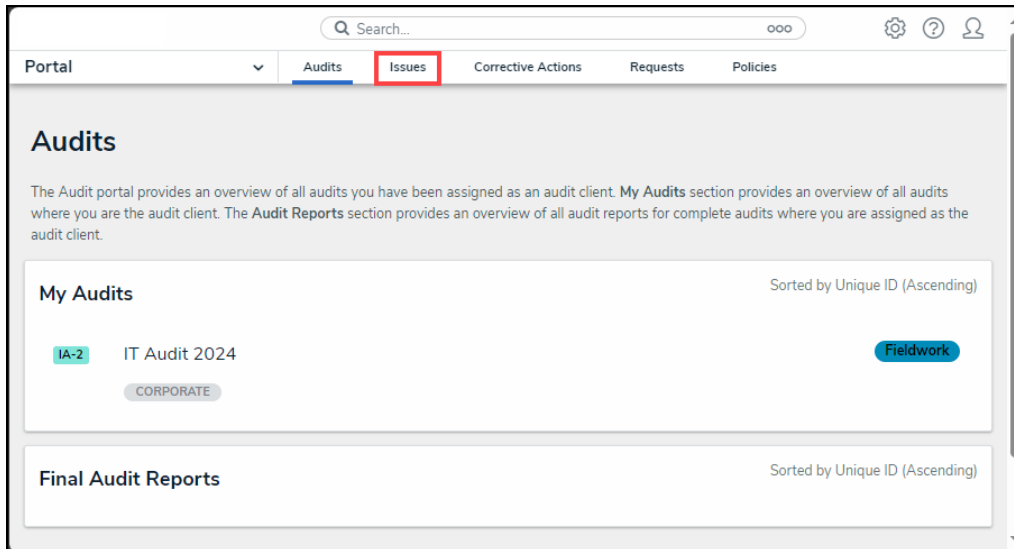 Search...
Portal Audits Issues Corrective Actions Requests Policies
Audits
The Audit portal provides an overview of all audits you have been assigned as an audit client. My Audits section provides an overview of all audits
where you are the audit client. The Audit Reports section provides an overview of all audit reports for complete audits where you are assigned as the
audit client.
My Audits Sorted by Unique ID (Ascending)
IA-2 IT Audit 2024 Fieldwork
CORPORATE
Final Audit Reports Sorted by Unique ID (Ascending)